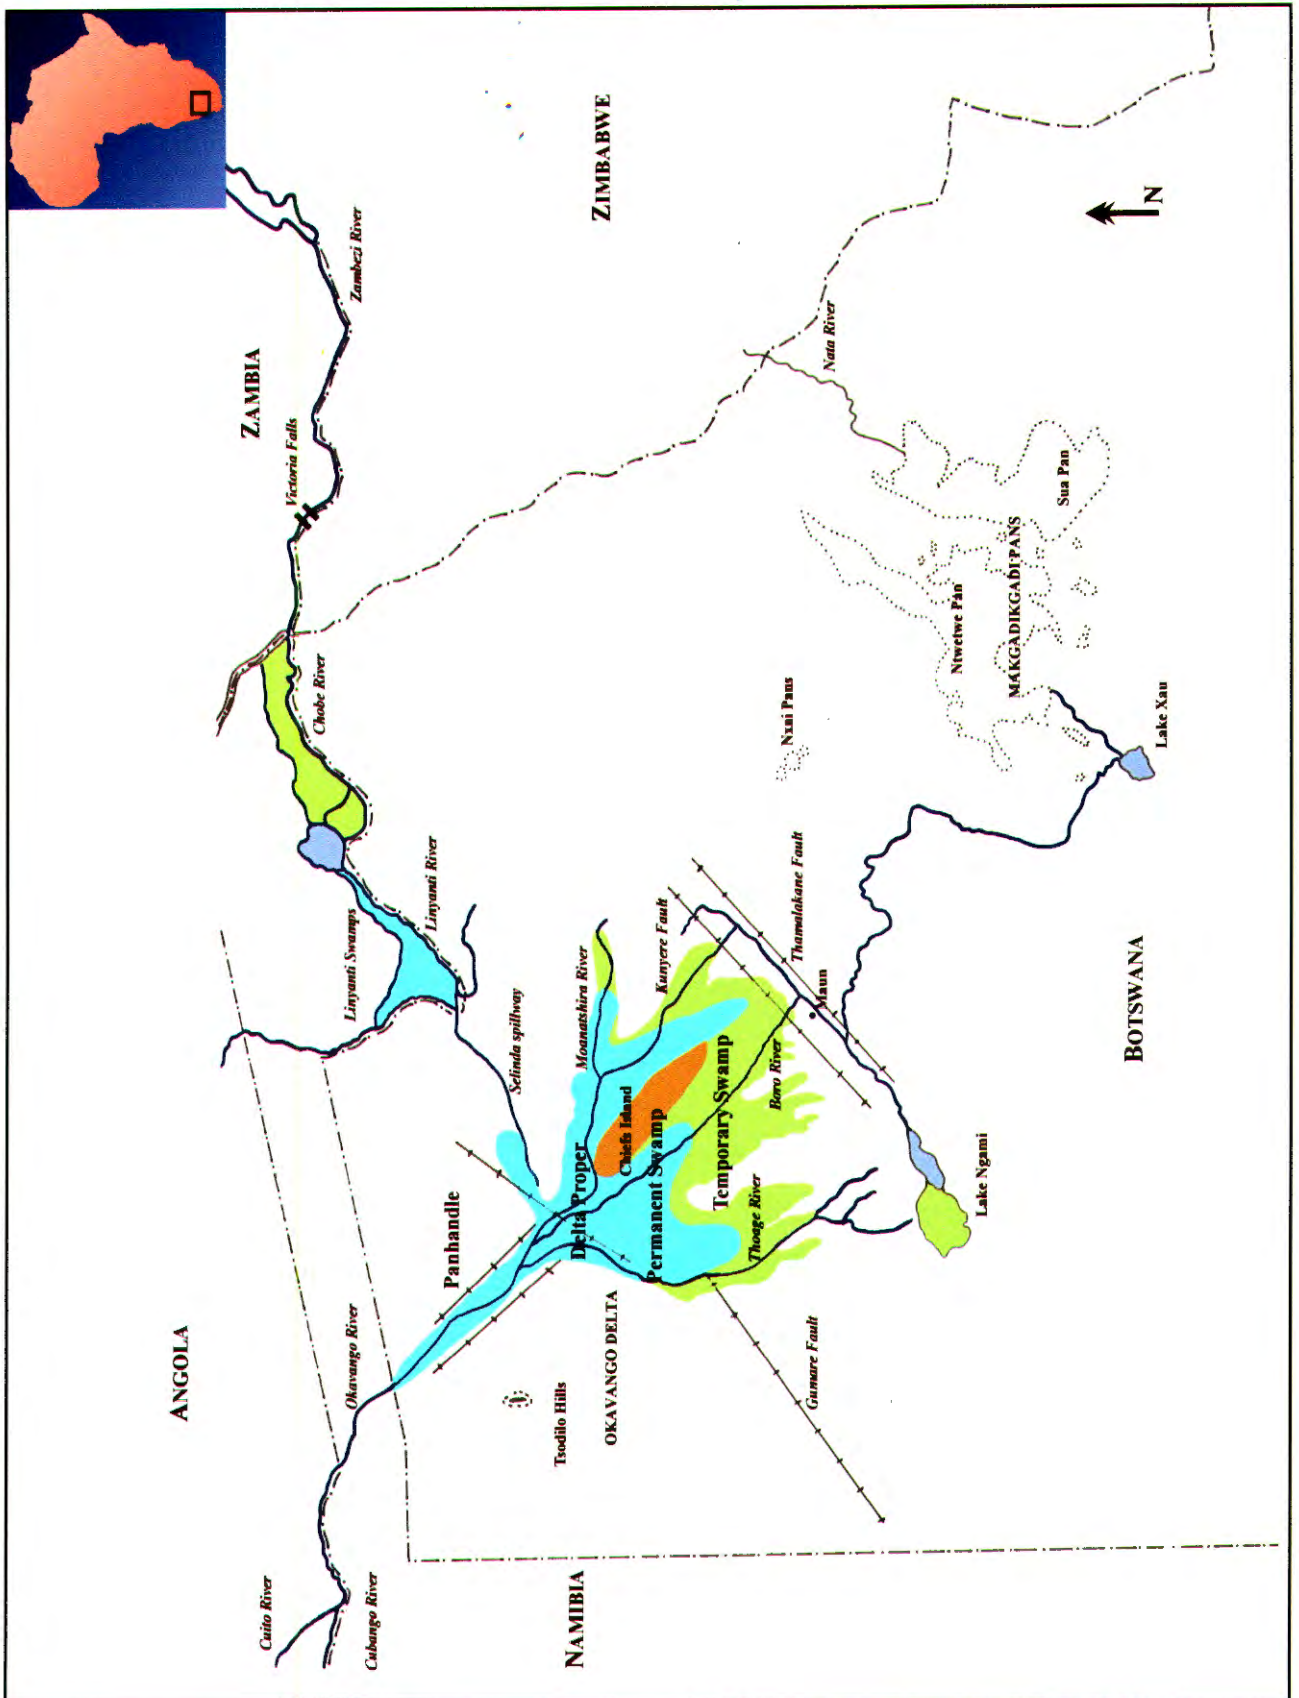 ANGOLA
ZAMBIA
ZIMBABWE
NAMIBIA
BOTSWANA
Cuito River
Cubango River
Okavango River
Linyanti Swamps
Linyanti River
Chobe River
Victoria Falls
Zambezi River
Panhandle
Selinda spillway
Tsodilo Hills
OKAVANGO DELTA
Delta Proper
Moanatshira River
Chiefs Island
Permanent Swamp
Kunyere Fault
Temporary Swamp
Thoage River
Boro River
Thamalakane Fault
Maun
Gumare Fault
Lake Ngami
Nxai Pans
Nata River
Ntwetwe Pan
MAKGADIKGADI PANS
Sua Pan
Lake Xau
N